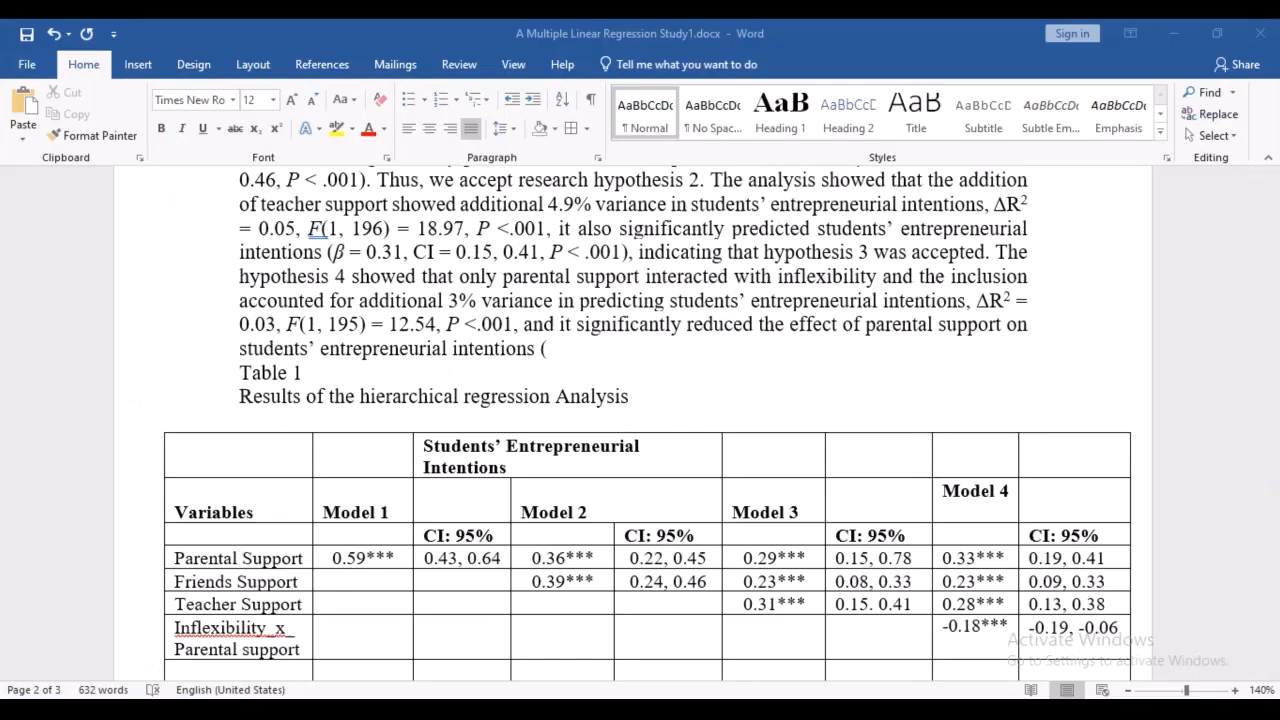 A Multiple Linear Regression Study1.docx - Word
Sign in
File Home Insert Design Layout References Mailings Review View Help Tell me what you want to do Share
Paste
Cut
Copy
Format Painter
Clipboard
Times New Ro 12
Font
Paragraph
AaBbCcDc AaBbCcDc AaBbCcDc AaBbCcD AaB AaBbCcD AaBbCcDc AaBbCcDc
¶ Normal ¶ No Spac... Heading 1 Heading 2 Title Subtitle Subtle Em... Emphasis
Styles
Find
Replace
Select
Editing
0.46, P < .001). Thus, we accept research hypothesis 2. The analysis showed that the addition
of teacher support showed additional 4.9% variance in students’ entrepreneurial intentions, ΔR2
= 0.05, F(1, 196) = 18.97, P <.001, it also significantly predicted students’ entrepreneurial
intentions (β = 0.31, CI = 0.15, 0.41, P < .001), indicating that hypothesis 3 was accepted. The
hypothesis 4 showed that only parental support interacted with inflexibility and the inclusion
accounted for additional 3% variance in predicting students’ entrepreneurial intentions, ΔR2 =
0.03, F(1, 195) = 12.54, P <.001, and it significantly reduced the effect of parental support on
students’ entrepreneurial intentions (
Table 1
Results of the hierarchical regression Analysis
Students’ Entrepreneurial
Intentions
Variables Model 1 Model 2 Model 3 Model 4
CI: 95% CI: 95% CI: 95% CI: 95%
Parental Support 0.59*** 0.43, 0.64 0.36*** 0.22, 0.45 0.29*** 0.15, 0.78 0.33*** 0.19, 0.41
Friends Support 0.39*** 0.24, 0.46 0.23*** 0.08, 0.33 0.23*** 0.09, 0.33
Teacher Support 0.31*** 0.15. 0.41 0.28*** 0.13, 0.38
Inflexibility_x_ -0.18*** -0.19, -0.06
Parental support
Activate Windows
Go to Settings to activate Windows.
Page 2 of 3 632 words English (United States) 140%